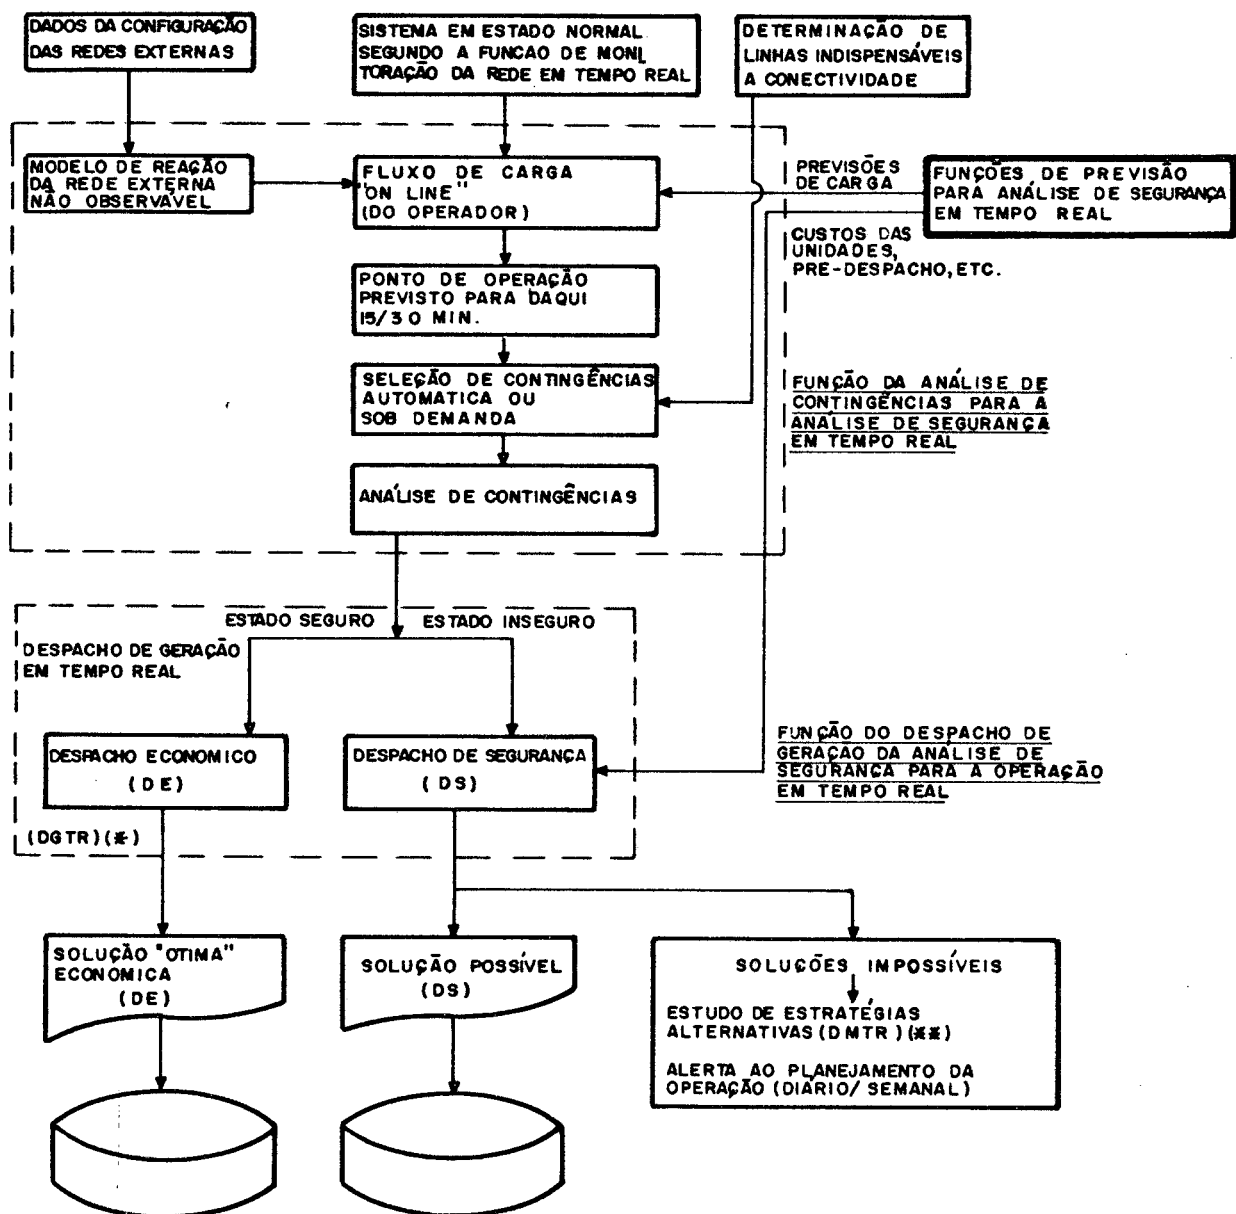 DADOS DA CONFIGURAÇÃO
DAS REDES EXTERNAS
SISTEMA EM ESTADO NORMAL
SEGUNDO A FUNCAO DE MONI
TORAÇÃO DA REDE EM TEMPO REAL
DETERMINAÇÃO DE
LINHAS INDISPENSÁVEIS
A CONECTIVIDADE
MODELO DE REAÇÃO
DA REDE EXTERNA
NÃO OBSERVÁVEL
FLUXO DE CARGA
"ON LINE"
(DO OPERADOR)
PREVISÕES
DE CARGA
FUNÇÕES DE PREVISÃO
PARA ANÁLISE DE SEGURANÇA
EM TEMPO REAL
CUSTOS DAS
UNIDADES,
PRE-DESPACHO, ETC.
PONTO DE OPERAÇÃO
PREVISTO PARA DAQUI
15/30 MIN.
SELEÇÃO DE CONTINGÊNCIAS
AUTOMATICA OU
SOB DEMANDA
FUNÇÃO DA ANÁLISE DE
CONTINGÊNCIAS PARA A
ANÁLISE DE SEGURANÇA
EM TEMPO REAL
ANÁLISE DE CONTINGÊNCIAS
ESTADO SEGURO
ESTADO INSEGURO
DESPACHO DE GERAÇÃO
EM TEMPO REAL
DESPACHO ECONOMICO
(DE)
DESPACHO DE SEGURANÇA
(DS)
FUNÇÃO DO DESPACHO DE
GERAÇÃO DA ANÁLISE DE
SEGURANÇA PARA A OPERAÇÃO
EM TEMPO REAL
(DGTR)(*)
SOLUÇÃO "OTIMA"
ECONOMICA
(DE)
SOLUÇÃO POSSÍVEL
(DS)
SOLUÇÕES IMPOSSÍVEIS
ESTUDO DE ESTRATÉGIAS
ALTERNATIVAS (DMTR)(**)
ALERTA AO PLANEJAMENTO DA
OPERAÇÃO (DIÁRIO/ SEMANAL)